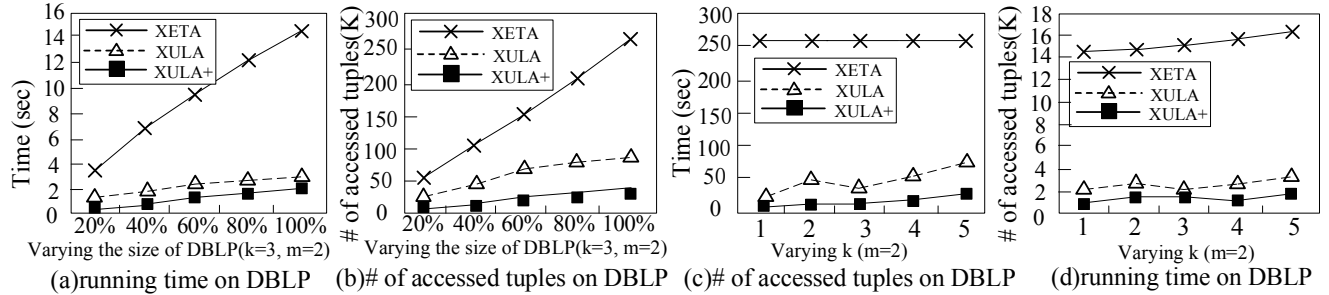 Time (sec)
16
14
12
10
8
6
4
2
0
XETA
XULA
XULA+
20% 40% 60% 80% 100%
Varying the size of DBLP(k=3, m=2)
(a)running time on DBLP
# of accessed tuples(K)
300
250
200
150
100
50
0
XETA
XULA
XULA+
20% 40% 60% 80% 100%
Varying the size of DBLP(k=3, m=2)
(b)# of accessed tuples on DBLP
Time (sec)
300
250
200
150
100
50
0
XETA
XULA
XULA+
1 2 3 4 5
Varying k (m=2)
(c)# of accessed tuples on DBLP
# of accessed tuples(K)
18
16
14
12
10
8
6
4
2
0
XETA
XULA
XULA+
1 2 3 4 5
Varying k (m=2)
(d)running time on DBLP